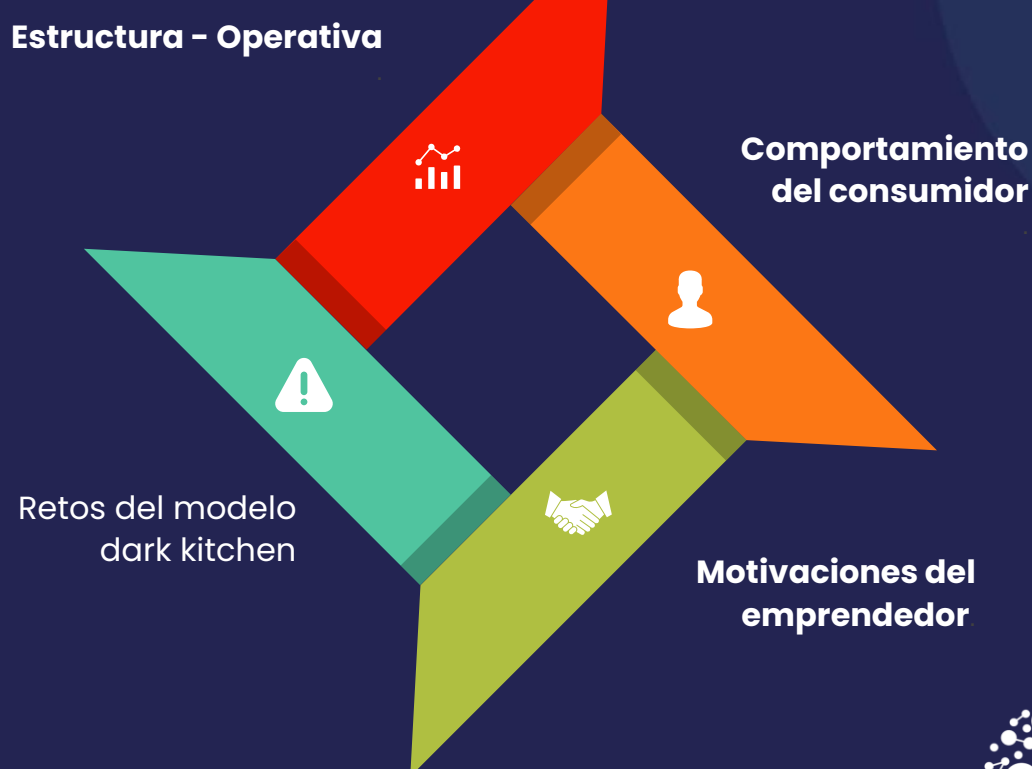 Estructura - Operativa
Comportamiento
del consumidor
Retos del modelo
dark kitchen
Motivaciones del
emprendedor